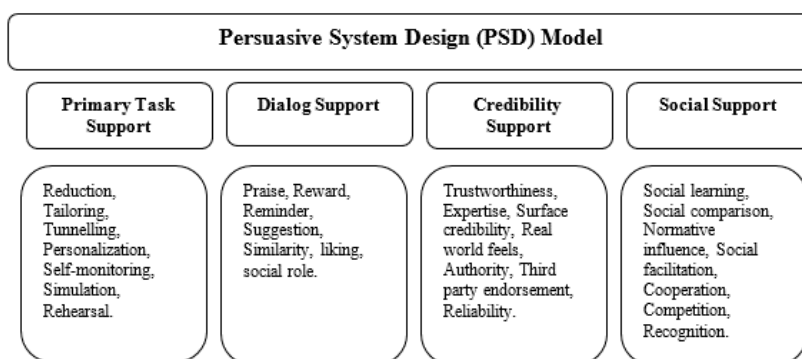 Persuasive System Design (PSD) Model
Primary Task
Support
Dialog Support
Credibility
Support
Social Support
Reduction,
Tailoring,
Tunnelling,
Personalization,
Self-monitoring,
Simulation,
Rehearsal.
Praise, Reward,
Reminder,
Suggestion,
Similarity, liking,
social role.
Trustworthiness,
Expertise, Surface
credibility, Real
world feels,
Authority, Third
party endorsement,
Reliability.
Social learning,
Social comparison,
Normative
influence, Social
facilitation,
Cooperation,
Competition,
Recognition.